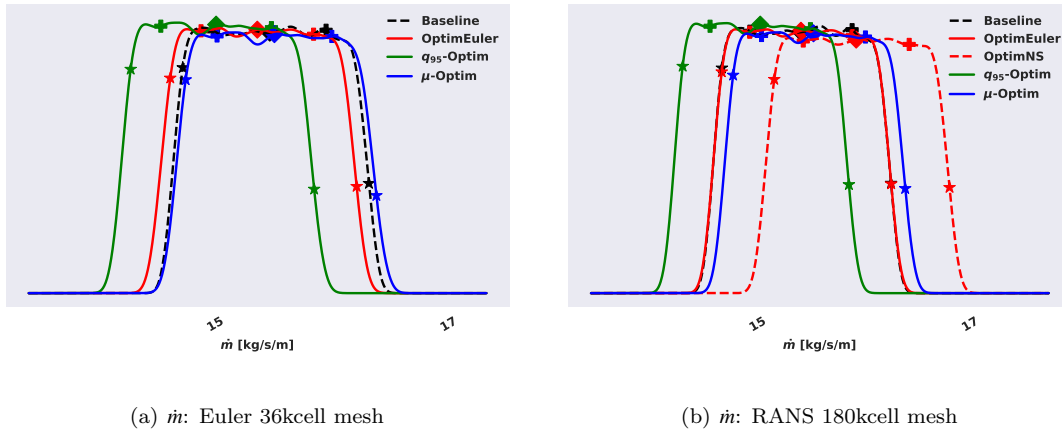 Baseline
OptimEuler
q₉₅-Optim
μ-Optim
15
17
ṁ [kg/s/m]
(a) ṁ: Euler 36kcell mesh
Baseline
OptimEuler
OptimNS
q₉₅-Optim
μ-Optim
15
17
ṁ [kg/s/m]
(b) ṁ: RANS 180kcell mesh